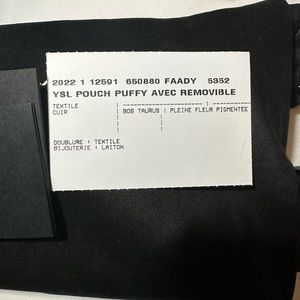 2022 1 12591 650880 FAADY 5352
YSL POUCH PUFFY AVEC REMOVIBLE
TEXTILE
CUIR | BOS TAURUS | PLEINE FLEUR PIGMENTEE
DOUBLURE : TEXTILE
BIJOUTERIE : LAITON